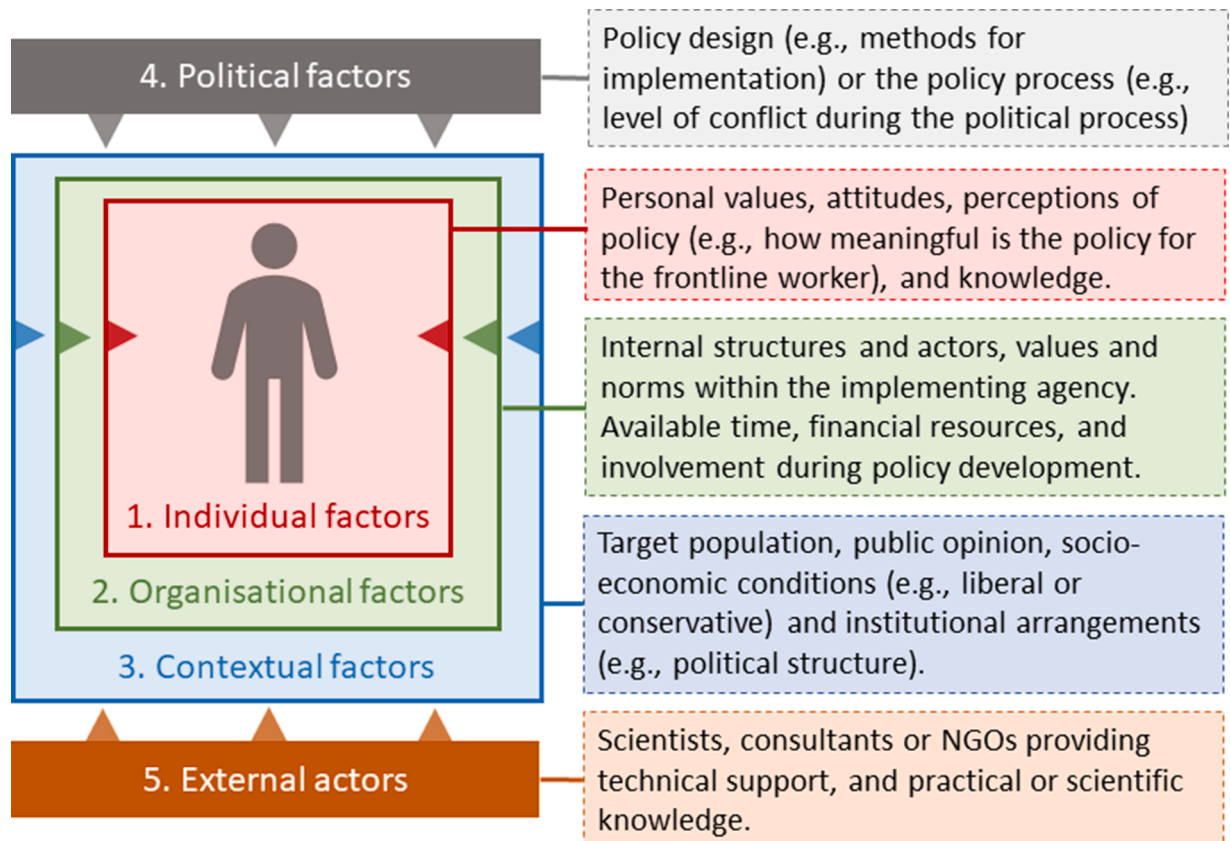 4. Political factors
Policy design (e.g., methods for
implementation) or the policy process (e.g.,
level of conflict during the political process)
Personal values, attitudes, perceptions of
policy (e.g., how meaningful is the policy for
the frontline worker), and knowledge.
Internal structures and actors, values and
norms within the implementing agency.
Available time, financial resources, and
involvement during policy development.
1. Individual factors
2. Organisational factors
3. Contextual factors
Target population, public opinion, socio-
economic conditions (e.g., liberal or
conservative) and institutional arrangements
(e.g., political structure).
5. External actors
Scientists, consultants or NGOs providing
technical support, and practical or scientific
knowledge.